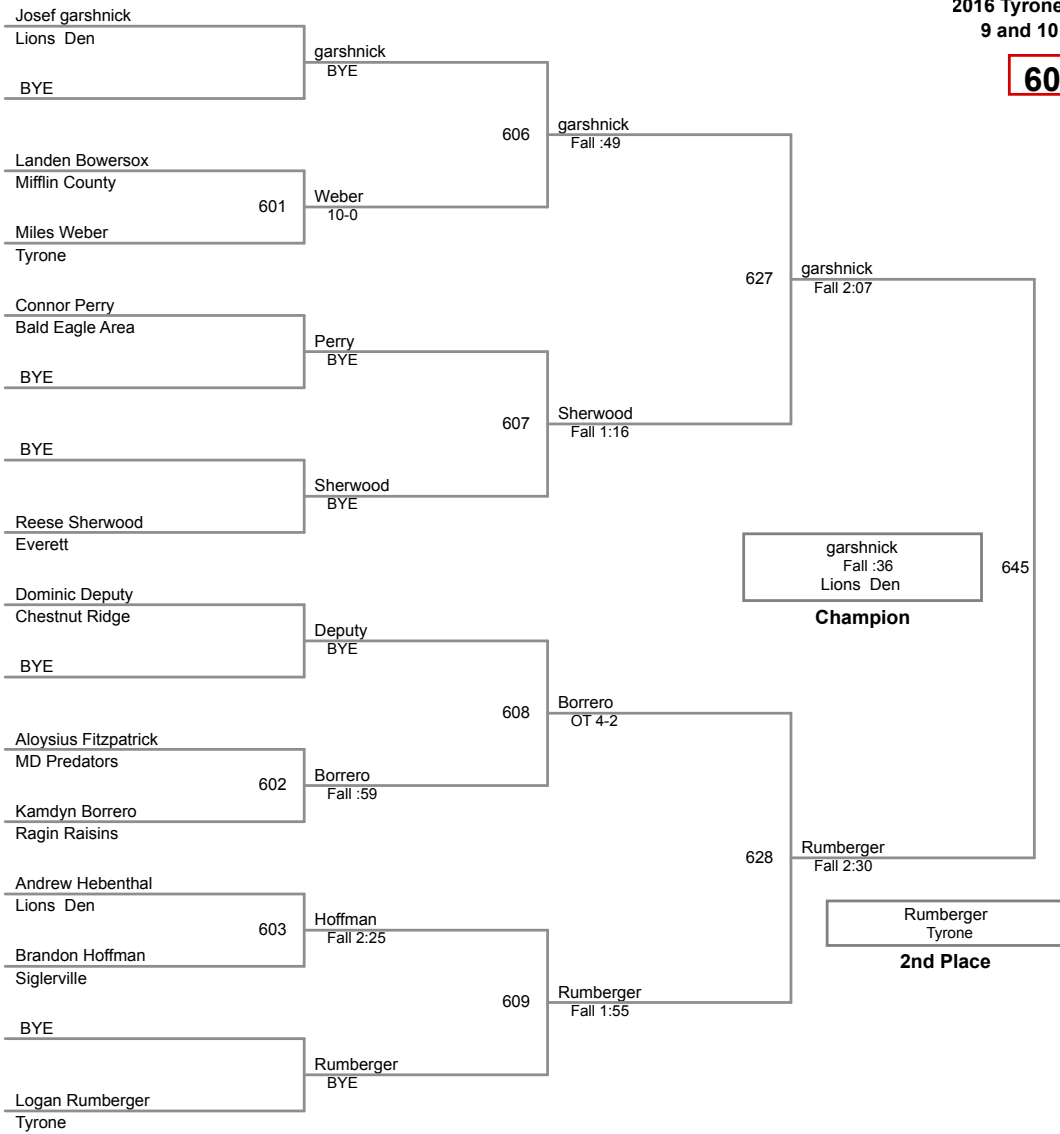 2016 Tyrone
9 and 10
60
Josef garshnick
Lions Den
BYE
Landen Bowersox
Mifflin County
601
Miles Weber
Tyrone
Connor Perry
Bald Eagle Area
BYE
BYE
Reese Sherwood
Everett
Dominic Deputy
Chestnut Ridge
BYE
Aloysius Fitzpatrick
MD Predators
602
Kamdyn Borrero
Ragin Raisins
Andrew Hebenthal
Lions Den
603
Brandon Hoffman
Siglerville
BYE
Logan Rumberger
Tyrone
garshnick
BYE
606
Weber
10-0
Perry
BYE
607
Sherwood
BYE
Deputy
BYE
608
Borrero
Fall :59
Hoffman
Fall 2:25
609
Rumberger
BYE
garshnick
Fall :49
627
Sherwood
Fall 1:16
Borrero
OT 4-2
628
Rumberger
Fall 1:55
garshnick
Fall 2:07
645
Rumberger
Fall 2:30
garshnick
Fall :36
Lions Den
Champion
Rumberger
Tyrone
2nd Place